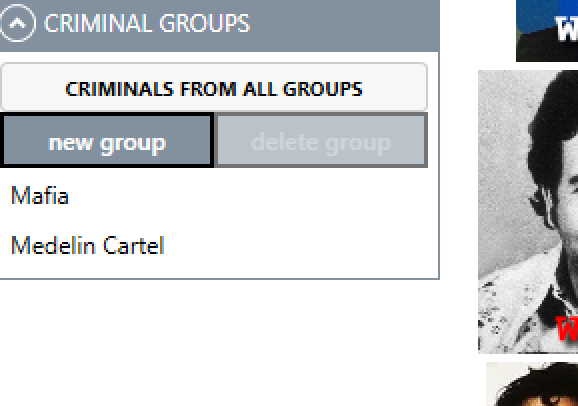 CRIMINAL GROUPS
CRIMINALS FROM ALL GROUPS
new group
delete group
Mafia
Medelin Cartel